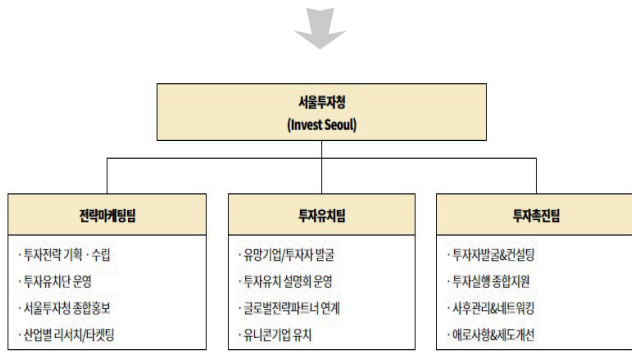 서울투자청
(Invest Seoul)
전략마케팅팀
· 투자전략 기획 · 수립
· 투자유치단 운영
· 서울투자청 종합홍보
· 산업별 리서치/타켓팅
투자유치팀
· 유망기업/투자자 발굴
· 투자유치 설명회 운영
· 글로벌전략파트너 연계
· 유니콘기업 유치
투자촉진팀
· 투자자발굴&컨설팅
· 투자실행 종합지원
· 사후관리&네트워킹
· 애로사항&제도개선